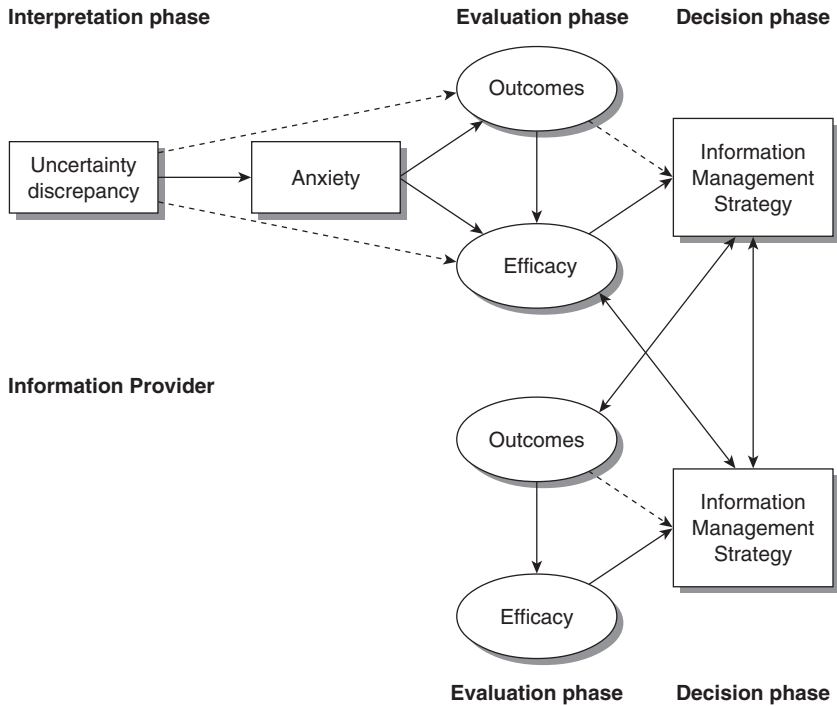 Interpretation phase
Evaluation phase
Decision phase
Outcomes
Uncertainty
discrepancy
Anxiety
Information
Management
Strategy
Efficacy
Information Provider
Outcomes
Information
Management
Strategy
Efficacy
Evaluation phase
Decision phase